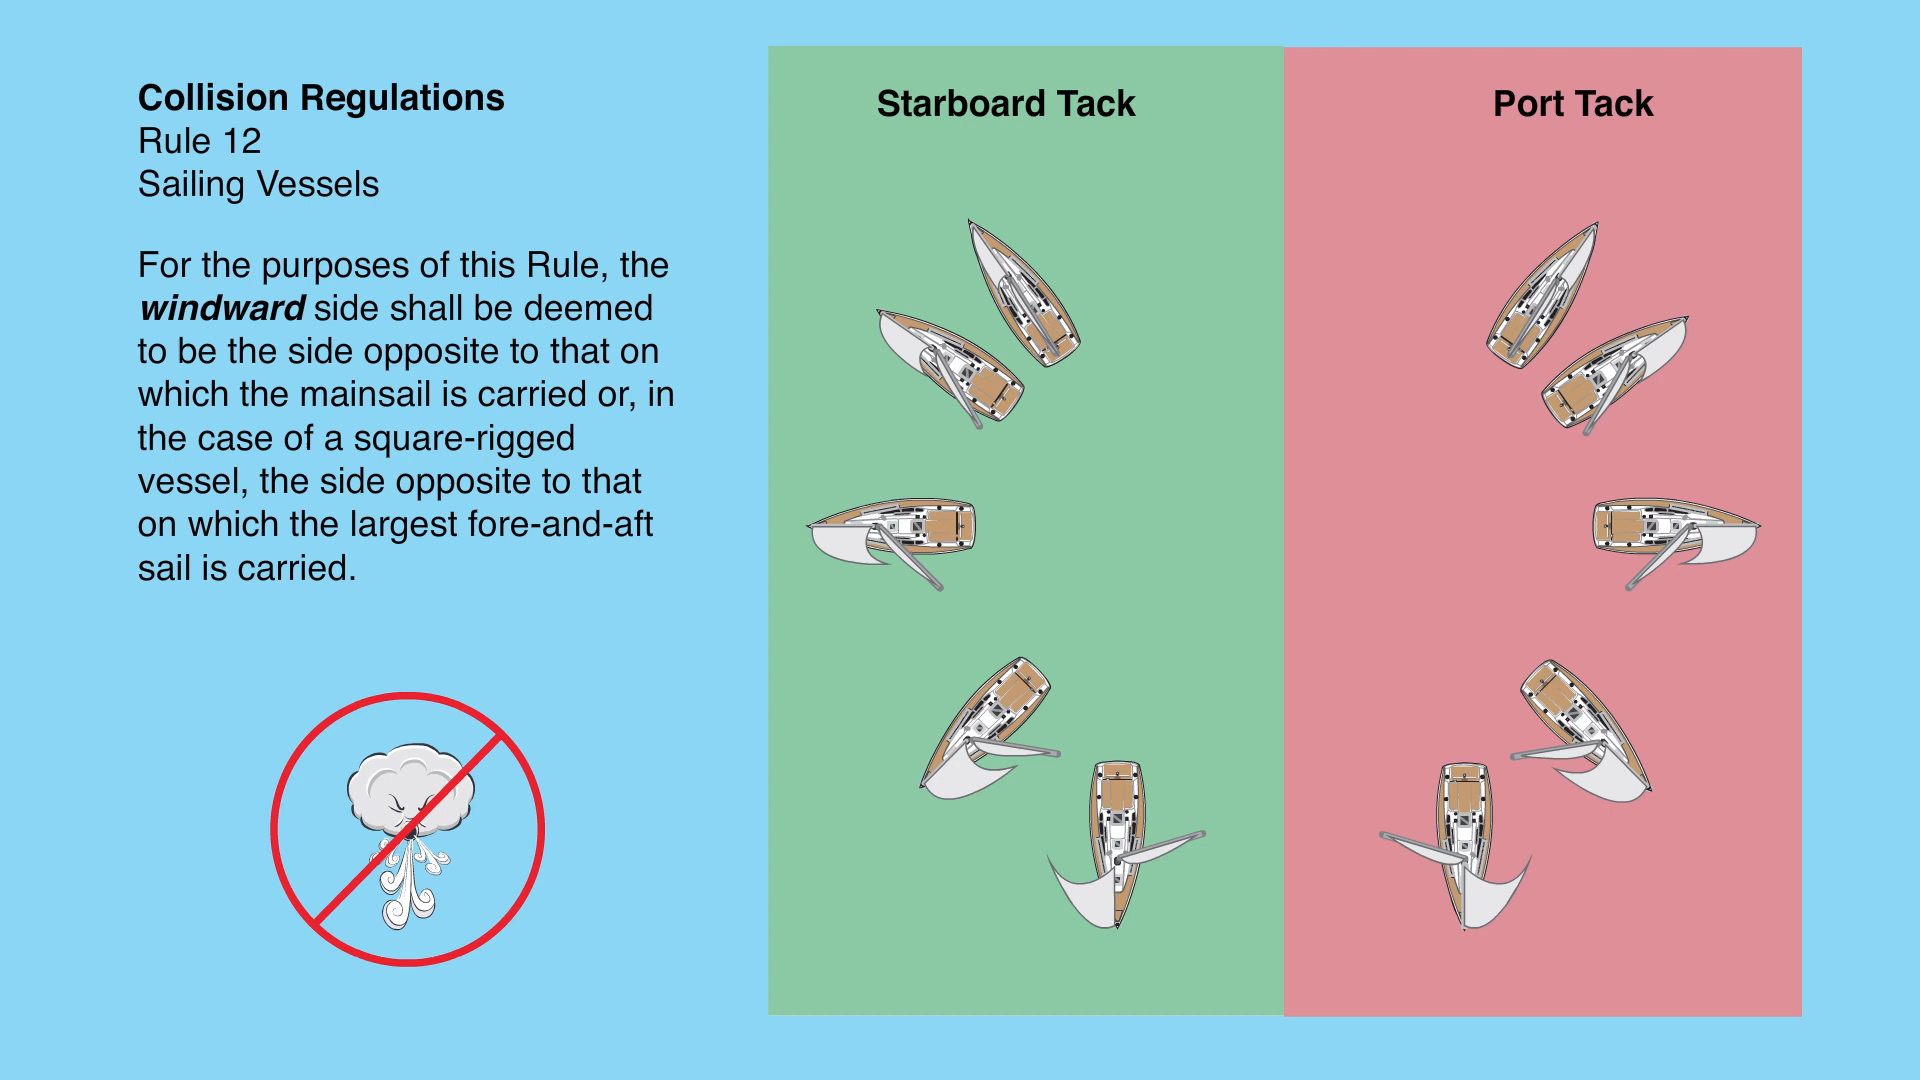 Collision Regulations
Rule 12
Sailing Vessels
For the purposes of this Rule, the
windward side shall be deemed
to be the side opposite to that on
which the mainsail is carried or, in
the case of a square-rigged
vessel, the side opposite to that
on which the largest fore-and-aft
sail is carried.
Starboard Tack
Port Tack